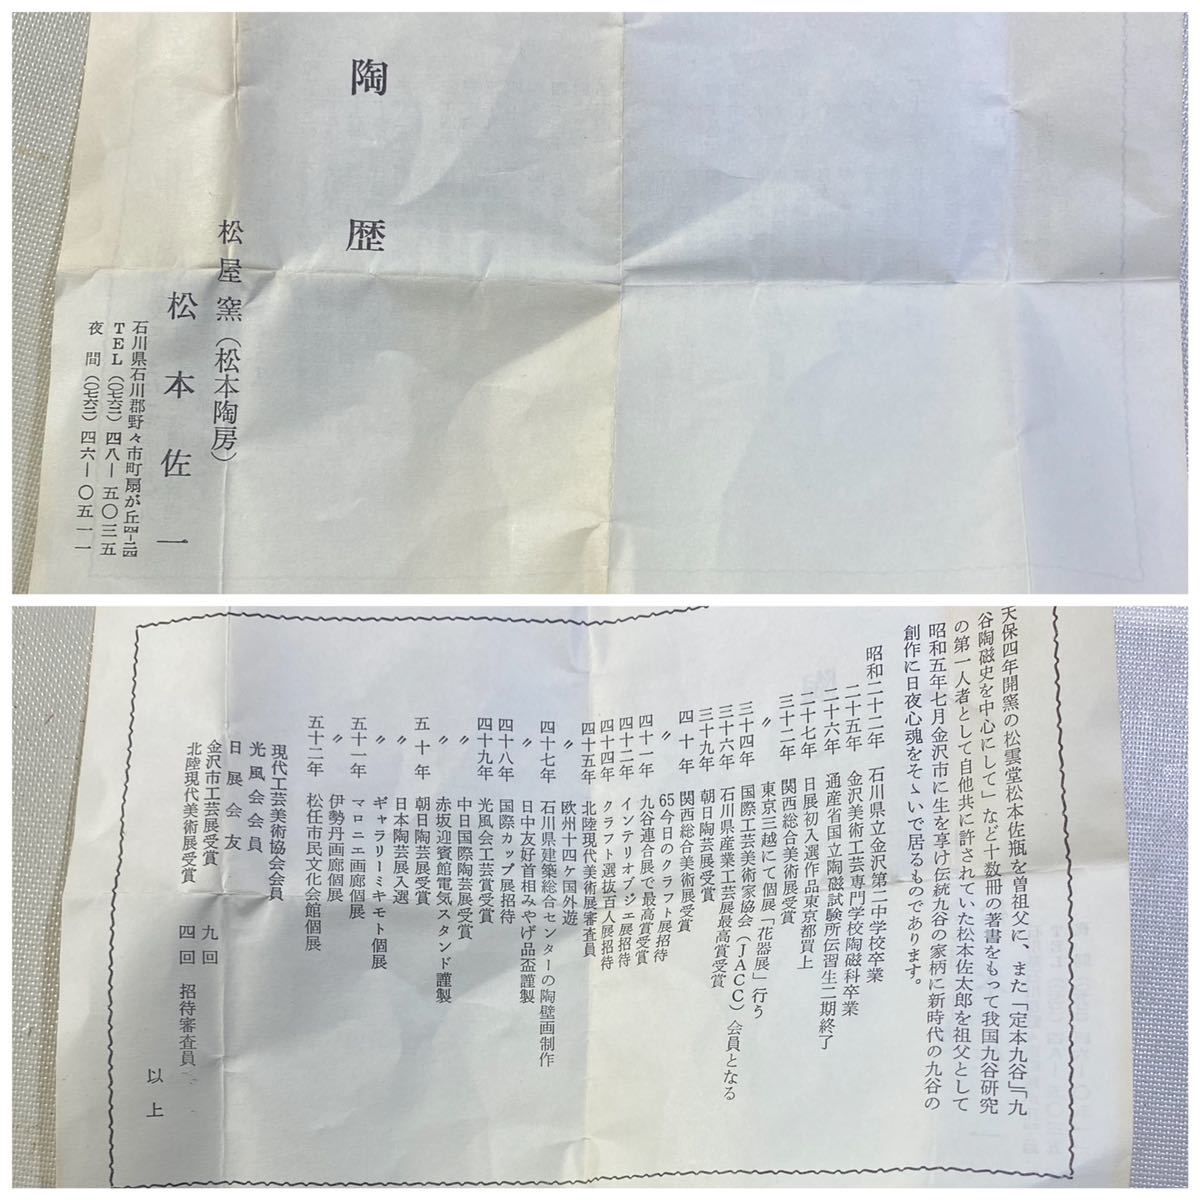 陶歴
松屋窯（松本陶房）
松本佐一
石川県石川郡野々市町扇が丘四ー二四
TEL（〇七六二）四八ー五〇三五
夜間（〇七六二）四六ー〇五一一
天保四年開窯の松雲堂松本佐瓶を曽祖父に、また「定本九谷」「九
谷陶磁史を中心にして」など十数冊の著書をもって我国九谷研究
の第一人者として自他共に許されていた松本佐太郎を祖父として
昭和五年七月金沢市に生を享け伝統九谷の家柄に新時代の九谷の
創作に日夜心魂をそゝいで居るものであります。
昭和二十二年　石川県立金沢第二中学校卒業
二十五年　金沢美術工芸専門学校陶磁科卒業
二十六年　通産省国立陶磁試験所伝習生二期終了
二十七年　日展初入選作品東京都買上
三十二年　関西総合美術展受賞
〃　東京三越にて個展「花器展」行う
三十四年　国際工芸美術家協会（JACC）会員となる
三十六年　石川県産業工芸展最高賞受賞
三十九年　朝日陶芸展受賞
四十年　関西総合美術展受賞
〃　65今日のクラフト展招待
四十一年　九谷連合展で最高賞受賞
四十二年　インテリオブジェ展招待
四十四年　クラフト選抜百人展招待
四十五年　北陸現代美術展審査員
〃　欧州十四ケ国外遊
四十七年　石川県建築総合センターの陶壁画制作
〃　日中友好首相みやげ品盃謹製
四十八年　国際カップ展招待
四十九年　光風会工芸賞受賞
〃　中日国際陶芸展受賞
〃　赤坂迎賓館電気スタンド謹製
五十年　朝日陶芸展受賞
〃　日本陶芸展入選
〃　ギャラリーミキモト個展
五十一年　マロニエ画廊個展
〃　伊勢丹画廊個展
五十二年　松任市民文化会館個展
現代工芸美術協会会員
光風会会員
日展会友
金沢市工芸展受賞　九回
北陸現代美術展受賞　四回　招待審査員
以上